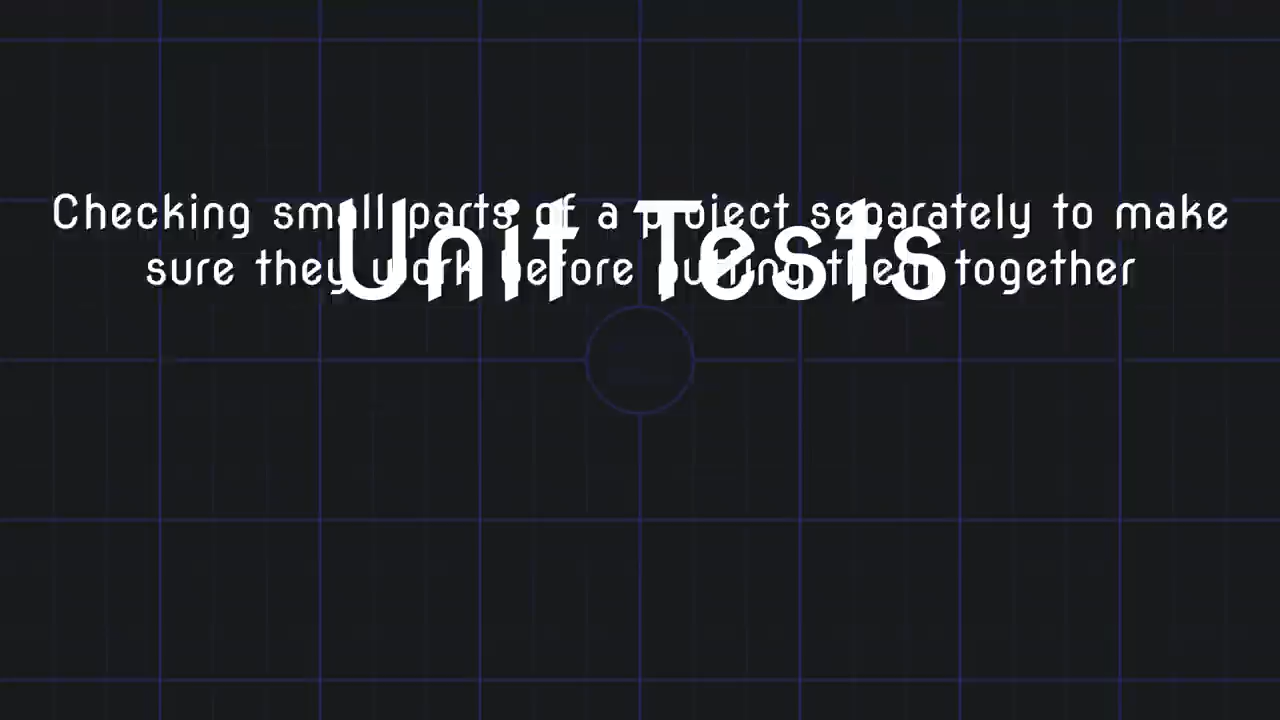 Checking small parts of a project separately to make
Unit Tests
sure they work before putting them together